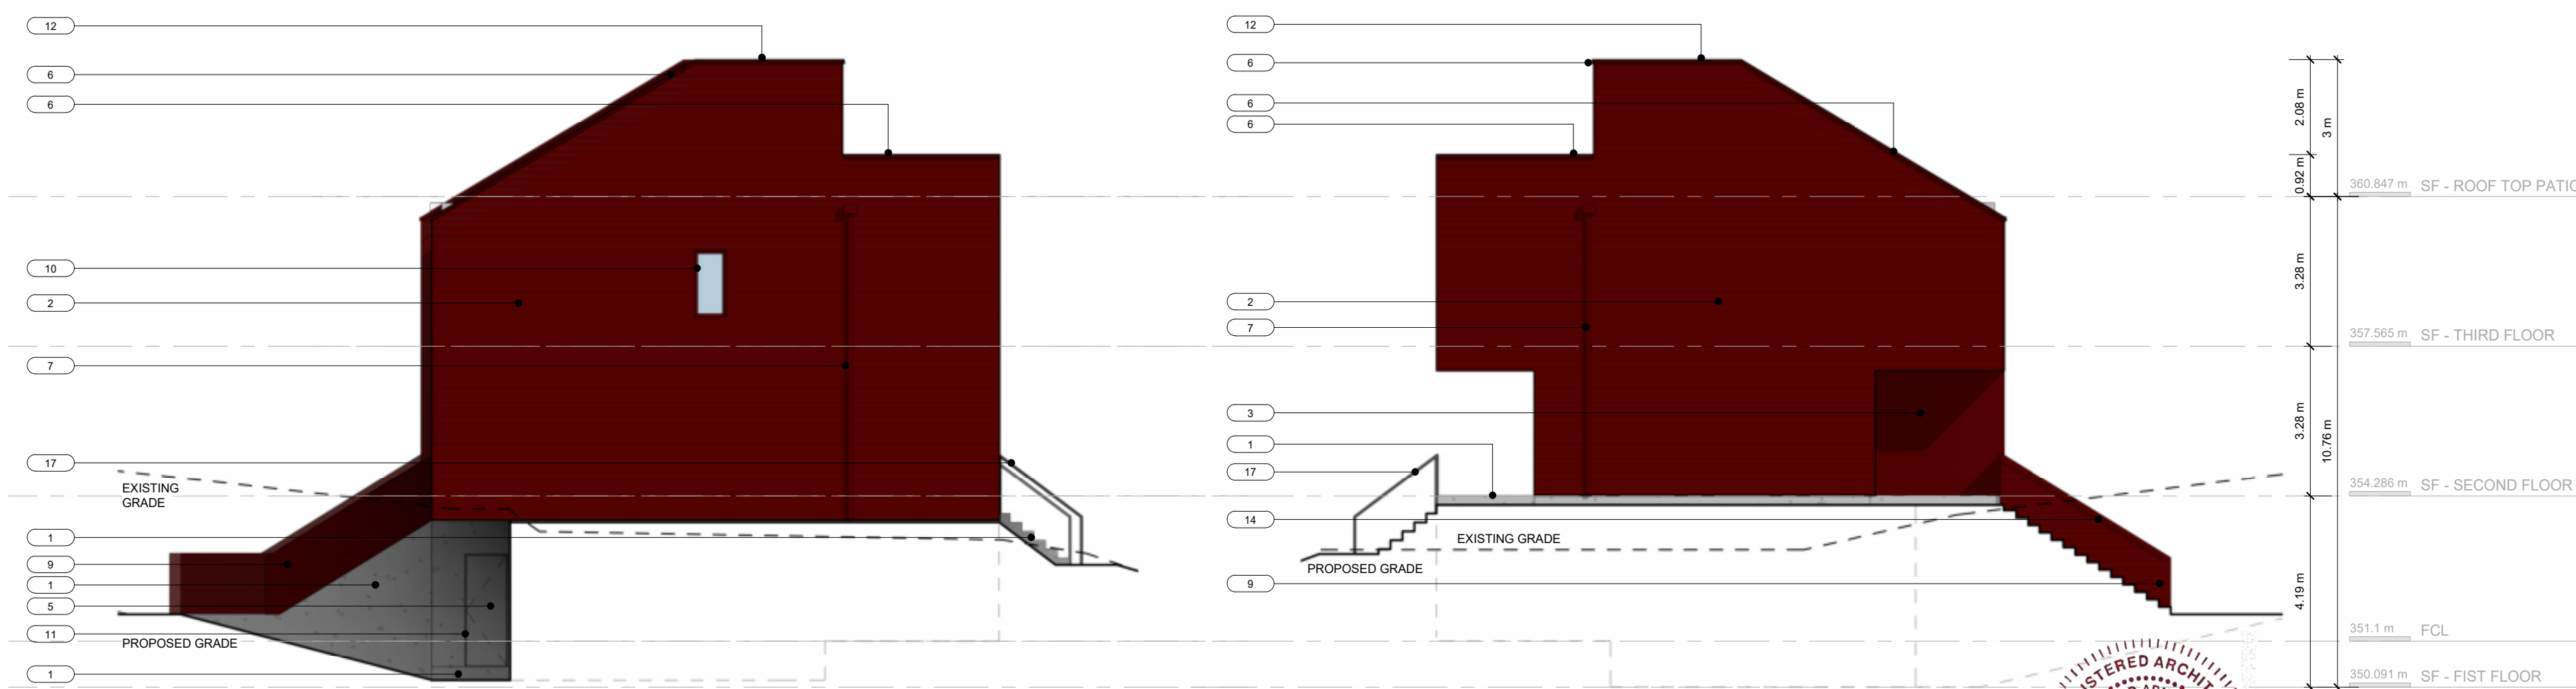 12
6
6
10
2
7
17
EXISTING
GRADE
1
9
1
5
11
PROPOSED GRADE
1
12
6
6
6
2
7
3
1
17
14
EXISTING GRADE
PROPOSED GRADE
9
2.08 m
3 m
0.92 m
3.28 m
3.28 m
10.76 m
4.19 m
360.847 m SF - ROOF TOP PATIO
357.565 m SF - THIRD FLOOR
354.286 m SF - SECOND FLOOR
351.1 m FCL
350.091 m SF - FIST FLOOR